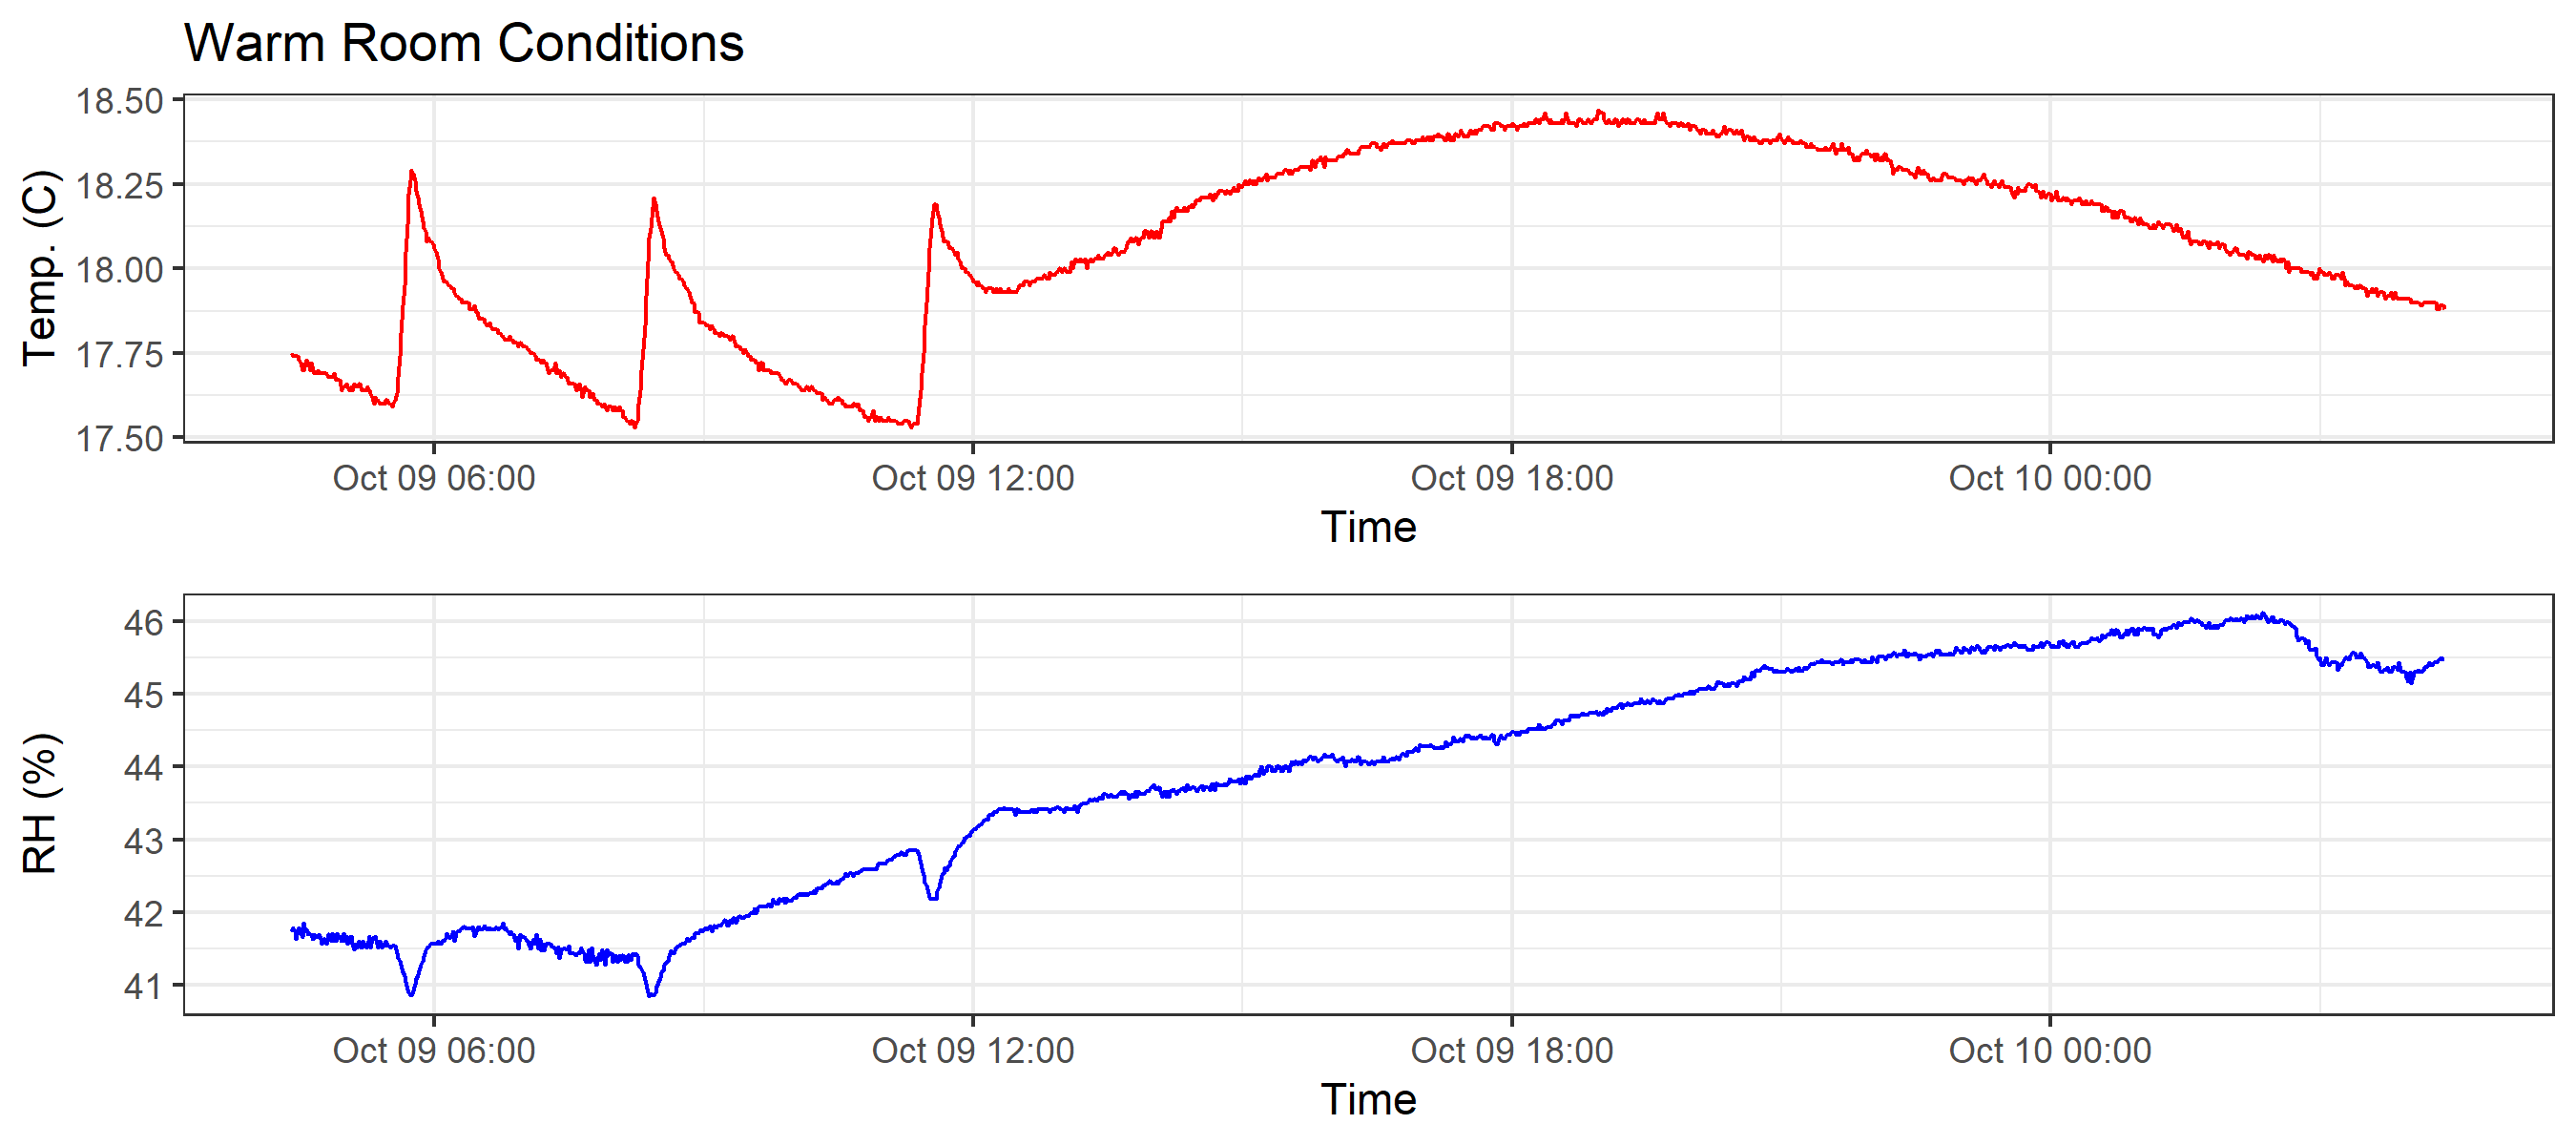 Warm Room Conditions
Temp. (C)
18.50
18.25
18.00
17.75
17.50
Oct 09 06:00 Oct 09 12:00 Oct 09 18:00 Oct 10 00:00
Time
RH (%)
46
45
44
43
42
41
Oct 09 06:00 Oct 09 12:00 Oct 09 18:00 Oct 10 00:00
Time